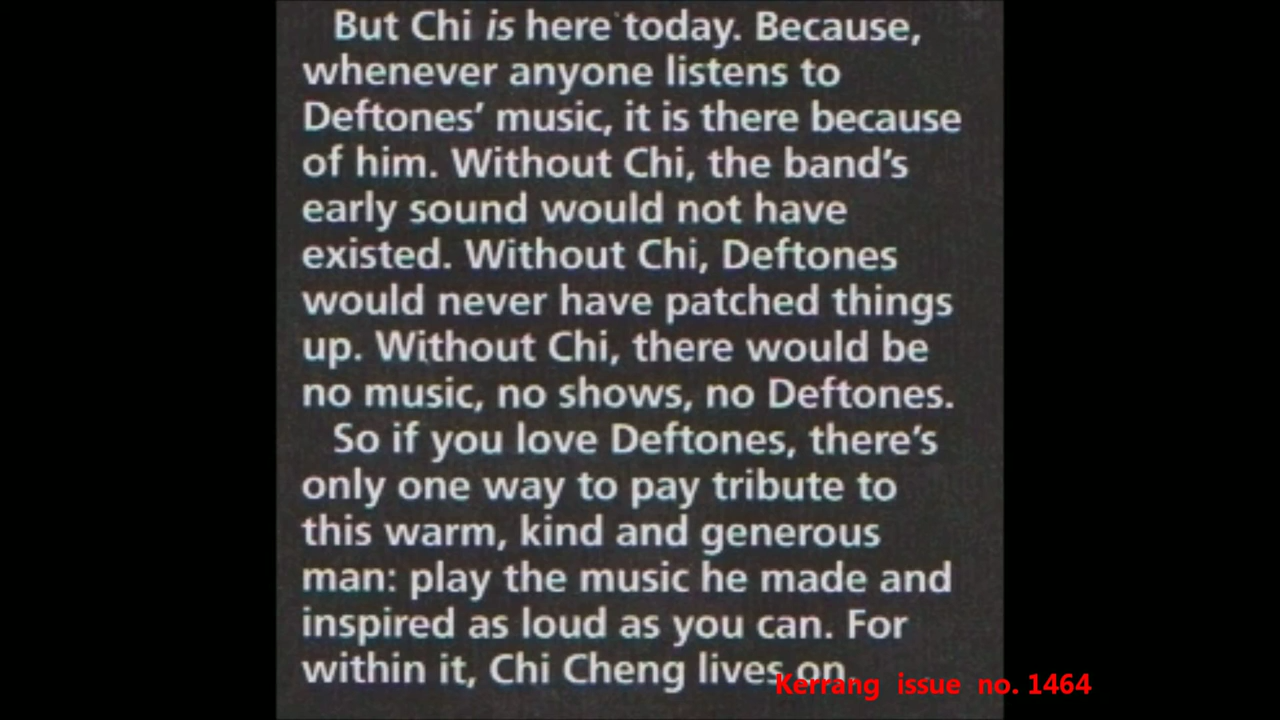 But Chi is here today. Because,
whenever anyone listens to
Deftones’ music, it is there because
of him. Without Chi, the band’s
early sound would not have
existed. Without Chi, Deftones
would never have patched things
up. Without Chi, there would be
no music, no shows, no Deftones.
So if you love Deftones, there’s
only one way to pay tribute to
this warm, kind and generous
man: play the music he made and
inspired as loud as you can. For
within it, Chi Cheng lives on.
Kerrang issue no. 1464